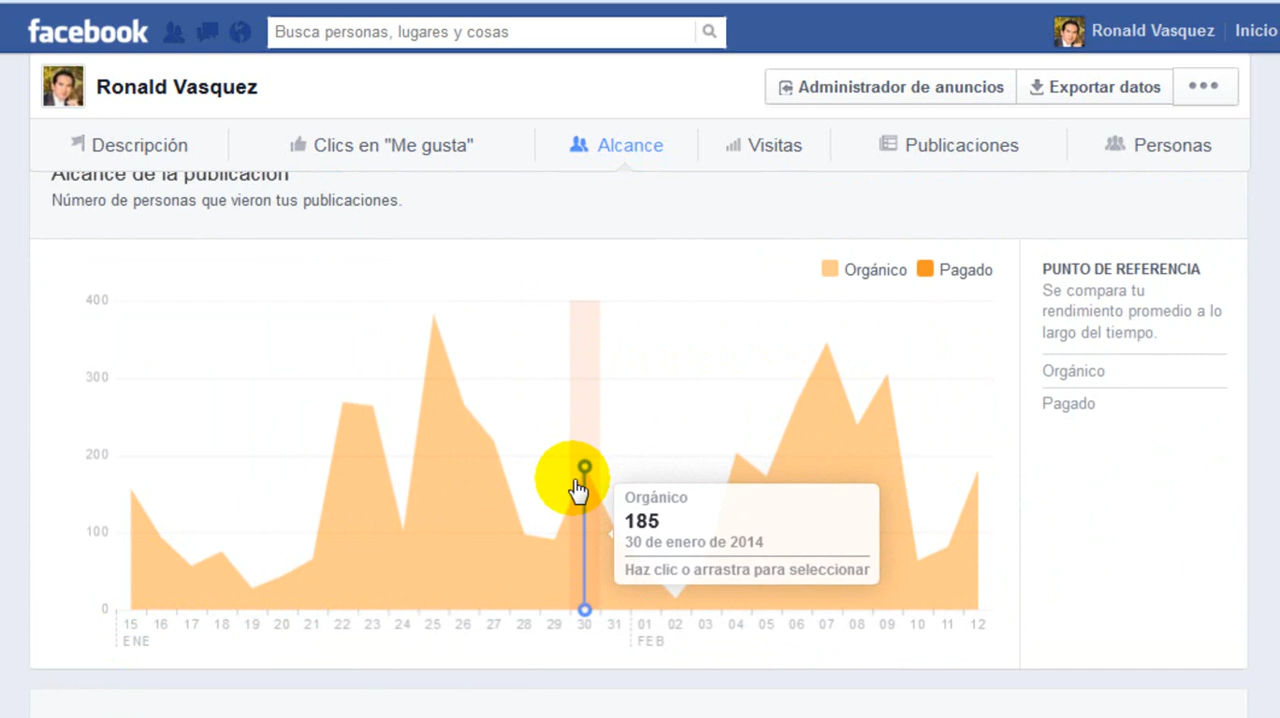 facebook
Busca personas, lugares y cosas
Ronald Vasquez
Inicio
Ronald Vasquez
Administrador de anuncios
Exportar datos
Descripción
Clics en "Me gusta"
Alcance
Visitas
Publicaciones
Personas
Alcance de la publicación
Número de personas que vieron tus publicaciones.
Orgánico Pagado
400
300
200
100
0
Orgánico
185
30 de enero de 2014
Haz clic o arrastra para seleccionar
15 16 17 18 19 20 21 22 23 24 25 26 27 28 29 30 31 01 02 03 04 05 06 07 08 09 10 11 12
ENE FEB
PUNTO DE REFERENCIA
Se compara tu
rendimiento promedio a lo
largo del tiempo.
Orgánico
Pagado